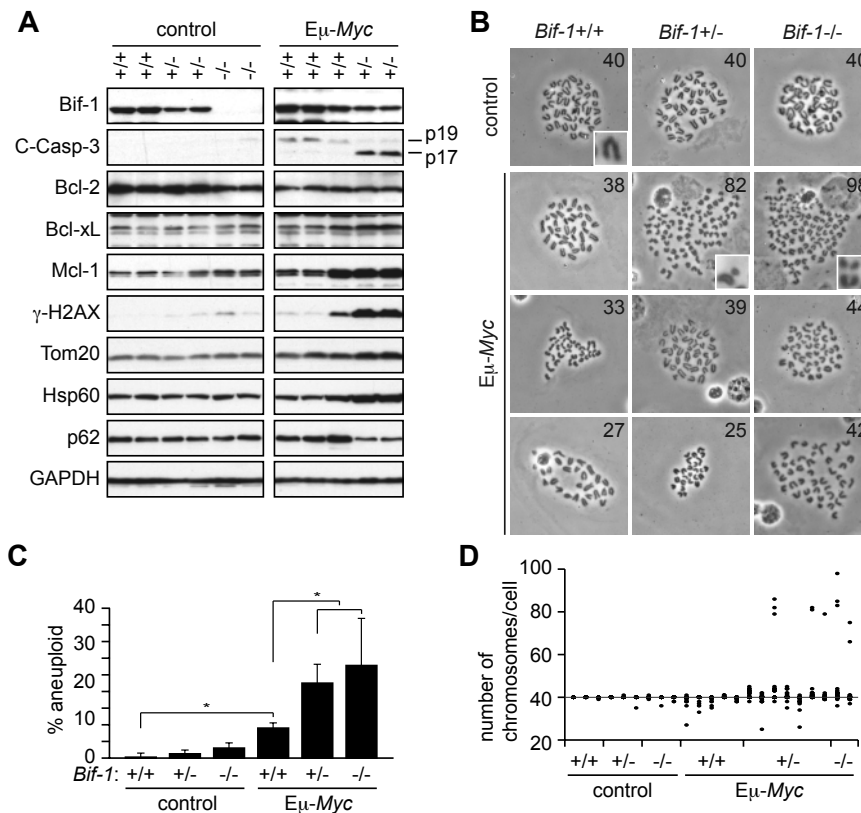 A
control Eμ-Myc
+/+ +/+ +/- +/- -/- -/- +/+ +/+ +/+ +/- +/-
Bif-1
C-Casp-3
p19
p17
Bcl-2
Bcl-xL
Mcl-1
γ-H2AX
Tom20
Hsp60
p62
GAPDH
B
Bif-1+/+ Bif-1+/- Bif-1-/-
control
40 40 40
Eμ-Myc
38 82 98
33 39 44
27 25 42
C
% aneuploid
40
30
20
10
0
* *
Bif-1: +/+ +/- -/- +/+ +/- -/-
control Eμ-Myc
D
number of
chromosomes/cell
100
80
60
40
20
+/+ +/- -/- +/+ +/- -/-
control Eμ-Myc